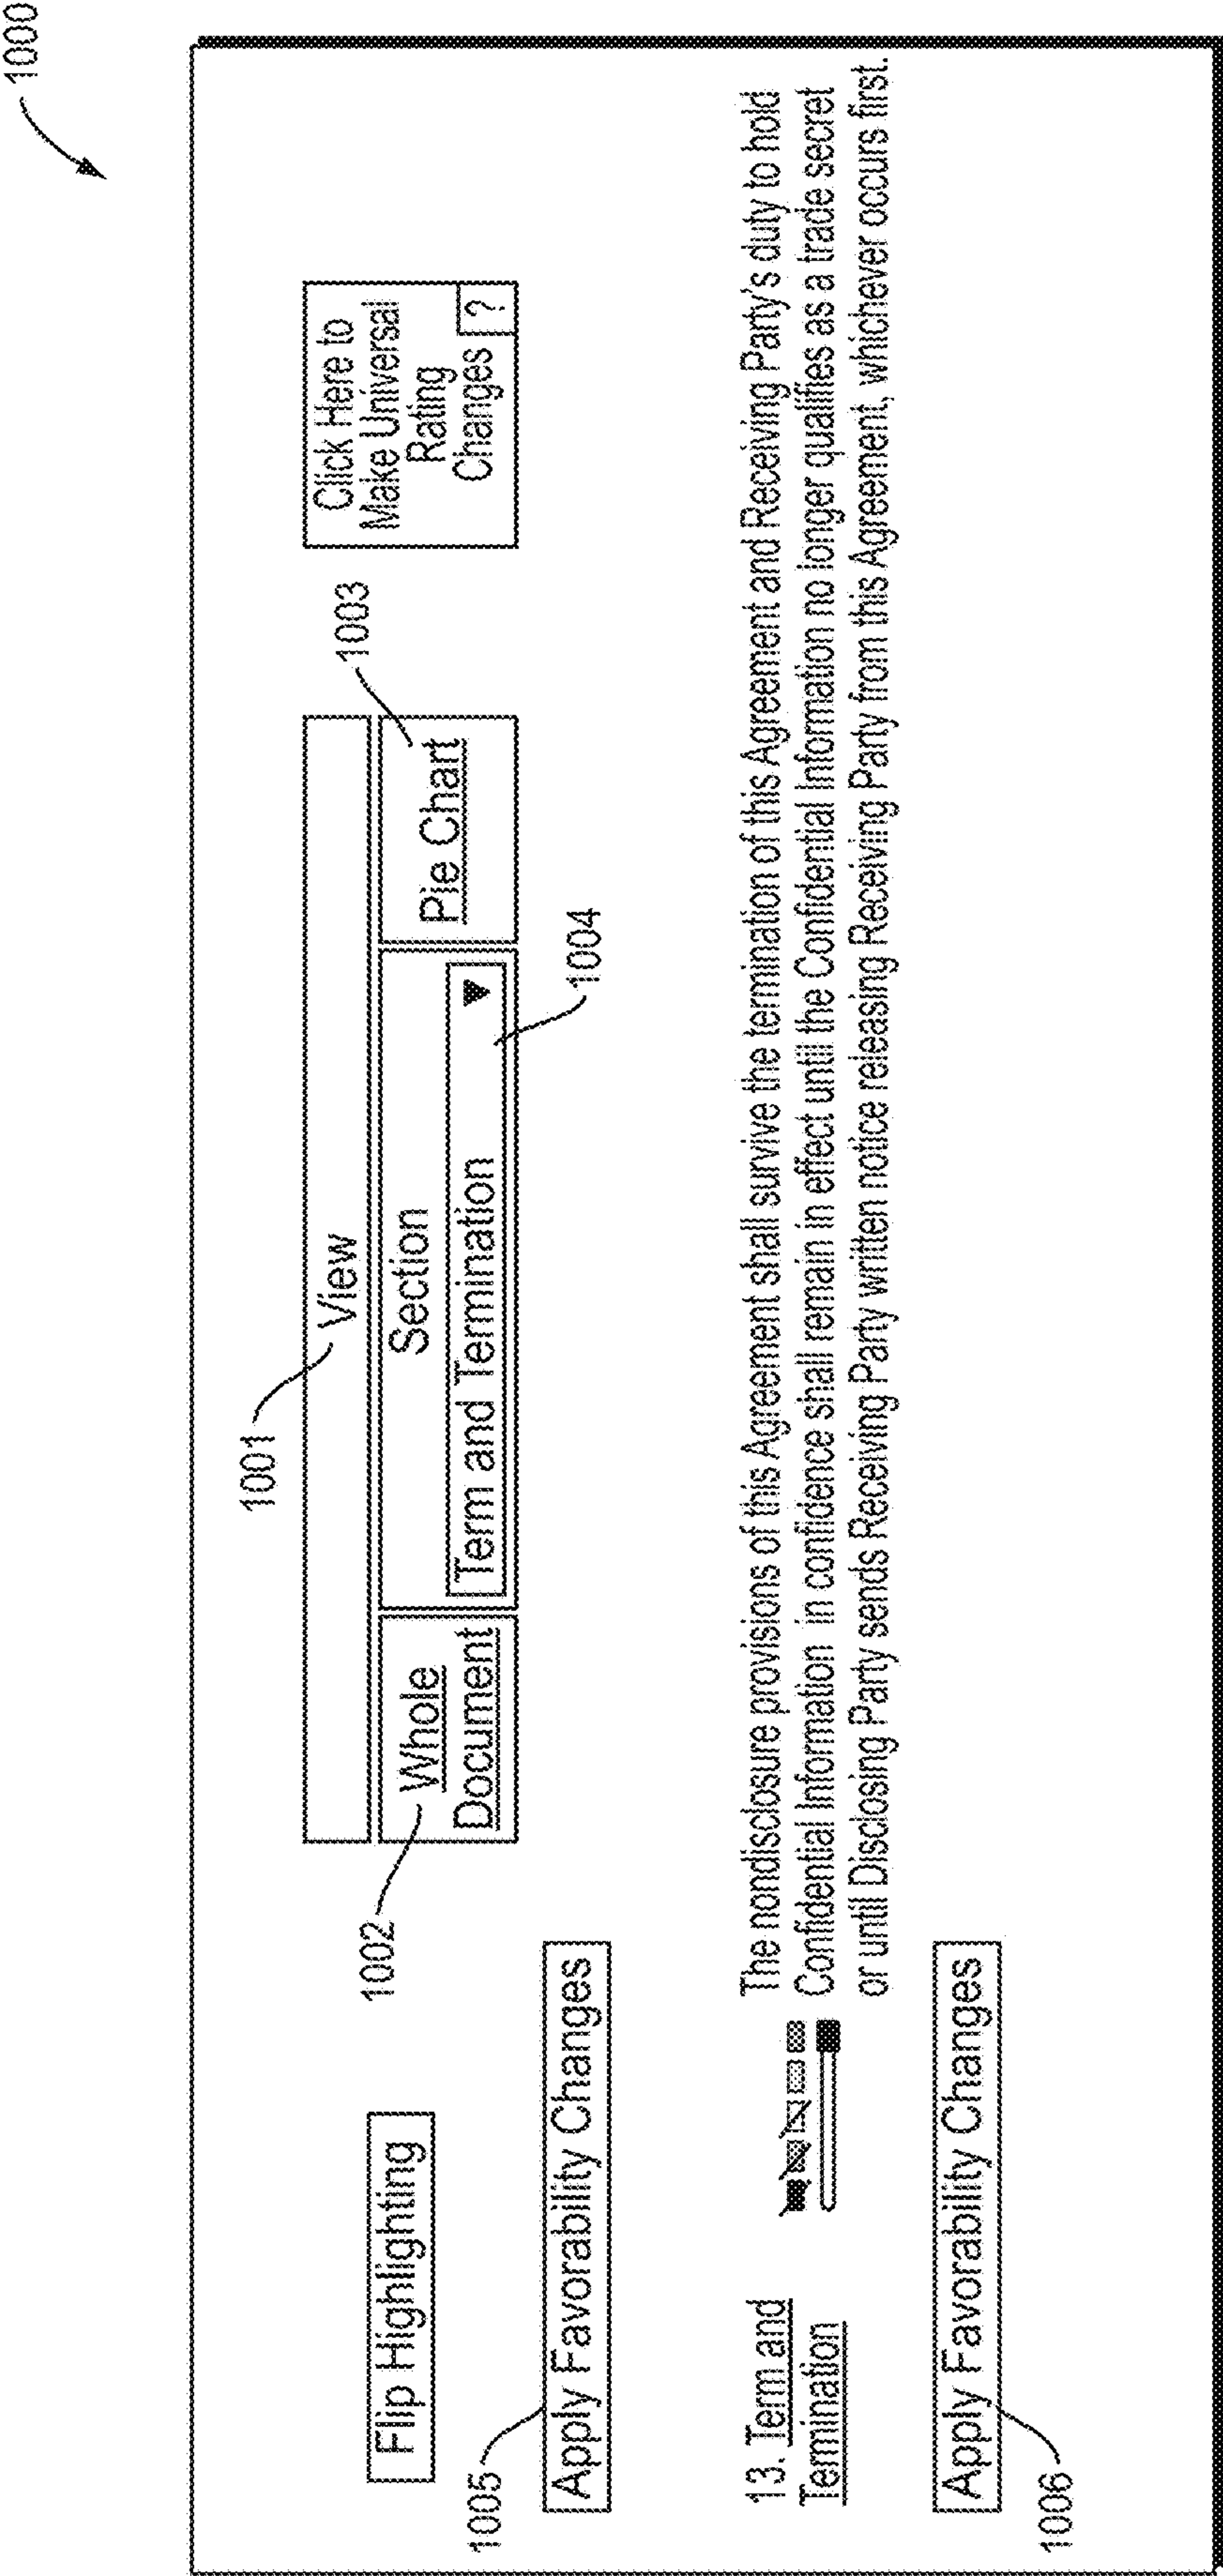 1000
1001
View
Click Here to
Make Universal
Rating
Changes ?
Flip Highlighting
1002
Whole
Document
Section
Term and Termination ▼
Pie Chart
1003
1004
1005
Apply Favorability Changes
13. Term and
Termination
The nondisclosure provisions of this Agreement shall survive the termination of this Agreement and Receiving Party's duty to hold
Confidential Information in confidence shall remain in effect until the Confidential Information no longer qualifies as a trade secret
or until Disclosing Party sends Receiving Party written notice releasing Receiving Party from this Agreement, whichever occurs first.
Apply Favorability Changes
1006